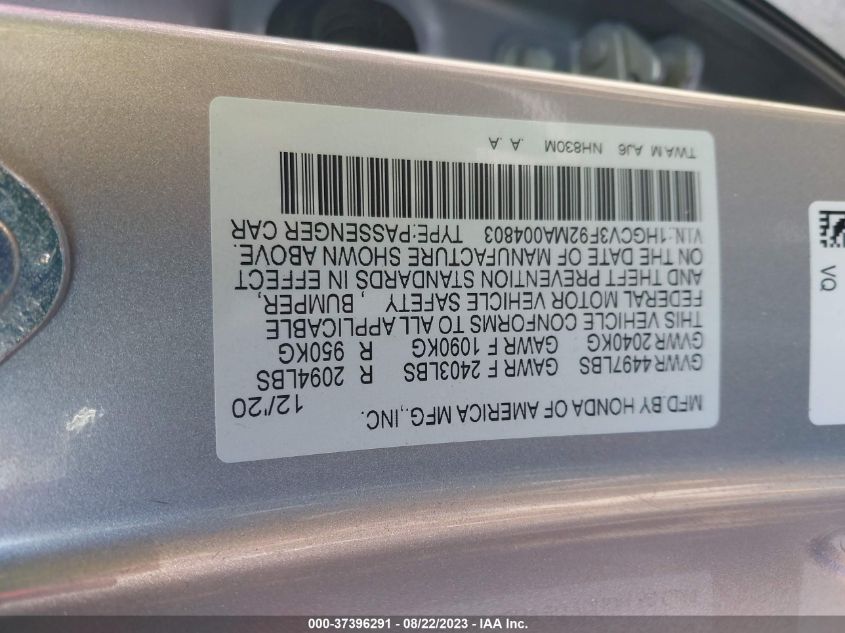 MFD.BY HONDA OF AMERICA MFG.,INC. 12/'20
GVWR 4497LBS GAWR F 2403LBS R 2094LBS
GVWR 2040KG GAWR F 1090KG R 950KG
THIS VEHICLE CONFORMS TO ALL APPLICABLE
FEDERAL MOTOR VEHICLE SAFETY , BUMPER,
AND THEFT PREVENTION STANDARDS IN EFFECT
ON THE DATE OF MANUFACTURE SHOWN ABOVE.
VIN:1HGCV3F92MA004803 TYPE:PASSENGER CAR
TWA M AJ6 NH830M .A .A
VQ
000-37396291 - 08/22/2023 - Copyright © IAA, Inc.